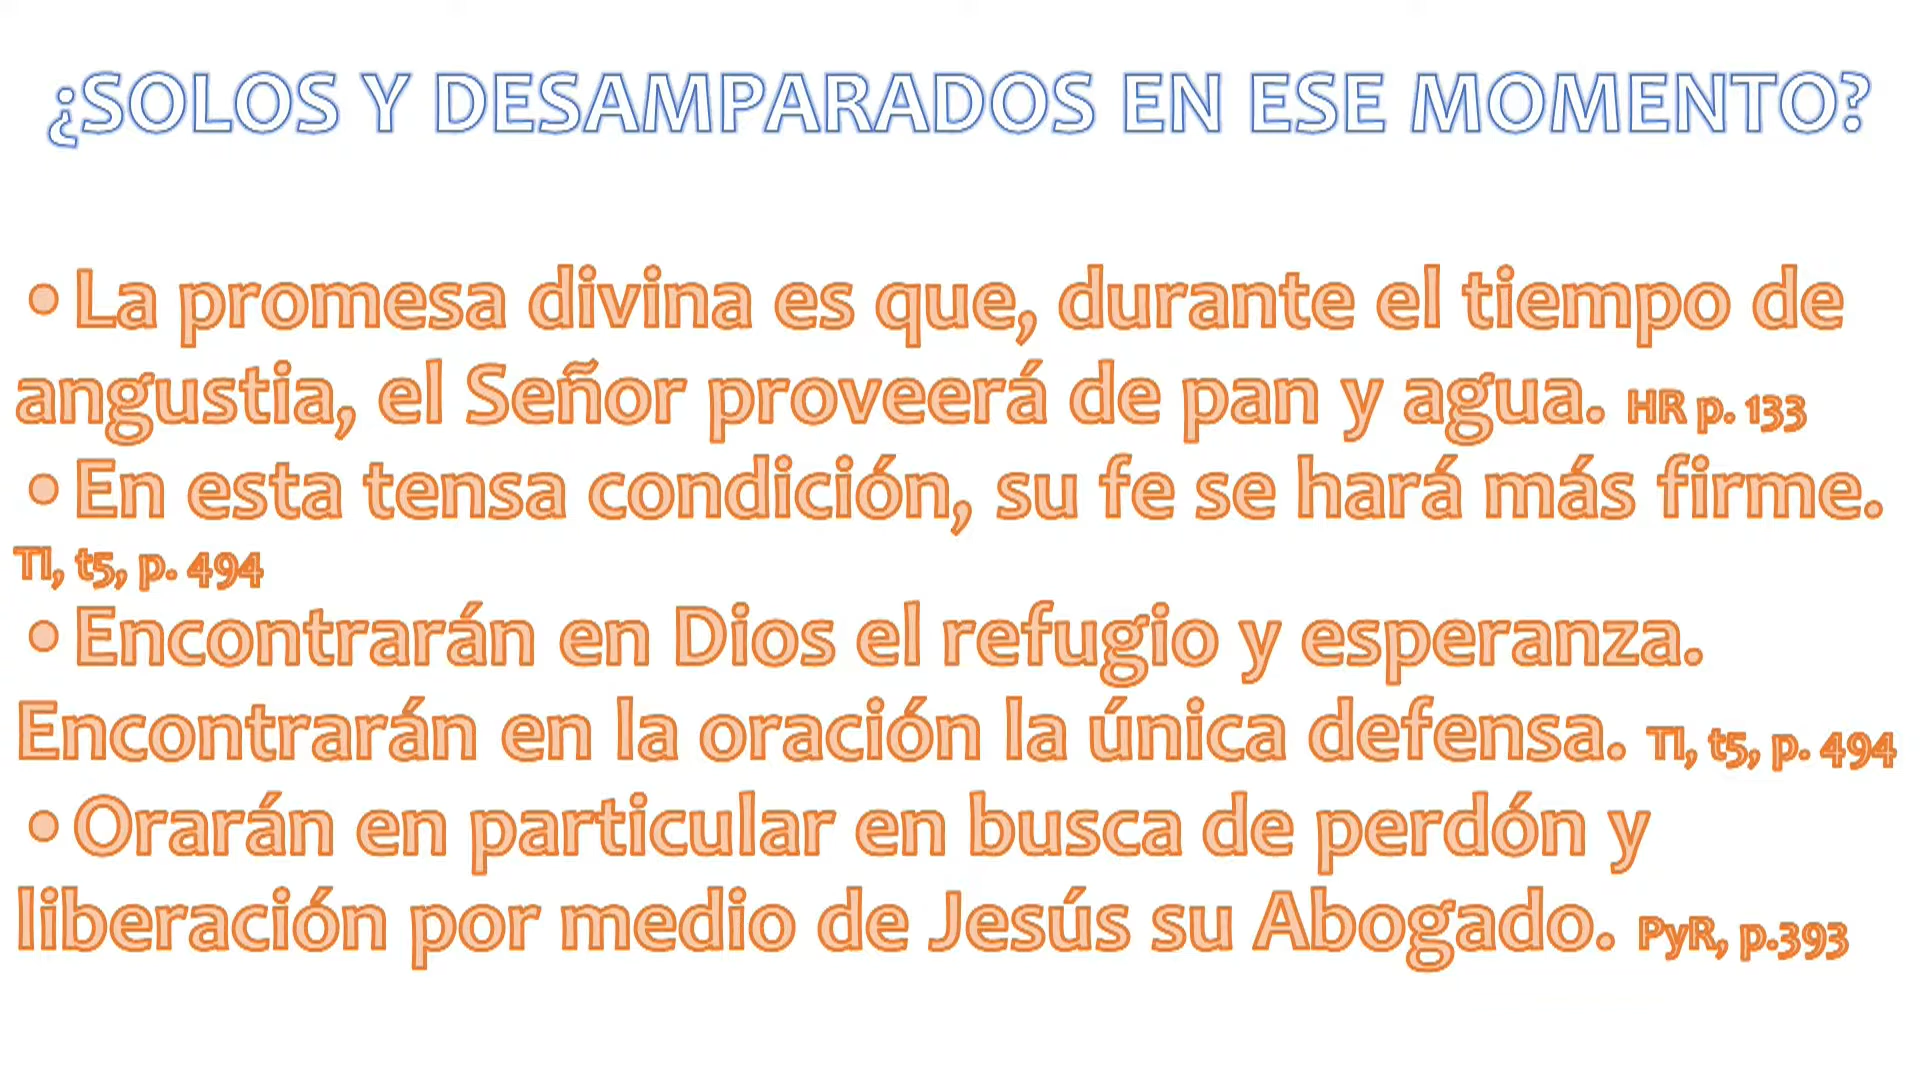 ¿SOLOS Y DESAMPARADOS EN ESE MOMENTO?
• La promesa divina es que, durante el tiempo de
angustia, el Señor proveerá de pan y agua. HR p. 133
• En esta tensa condición, su fe se hará más firme.
TI, t5, p. 494
• Encontrarán en Dios el refugio y esperanza.
Encontrarán en la oración la única defensa. TI, t5, p. 494
• Orarán en particular en busca de perdón y
liberación por medio de Jesús su Abogado. PyR, p.393